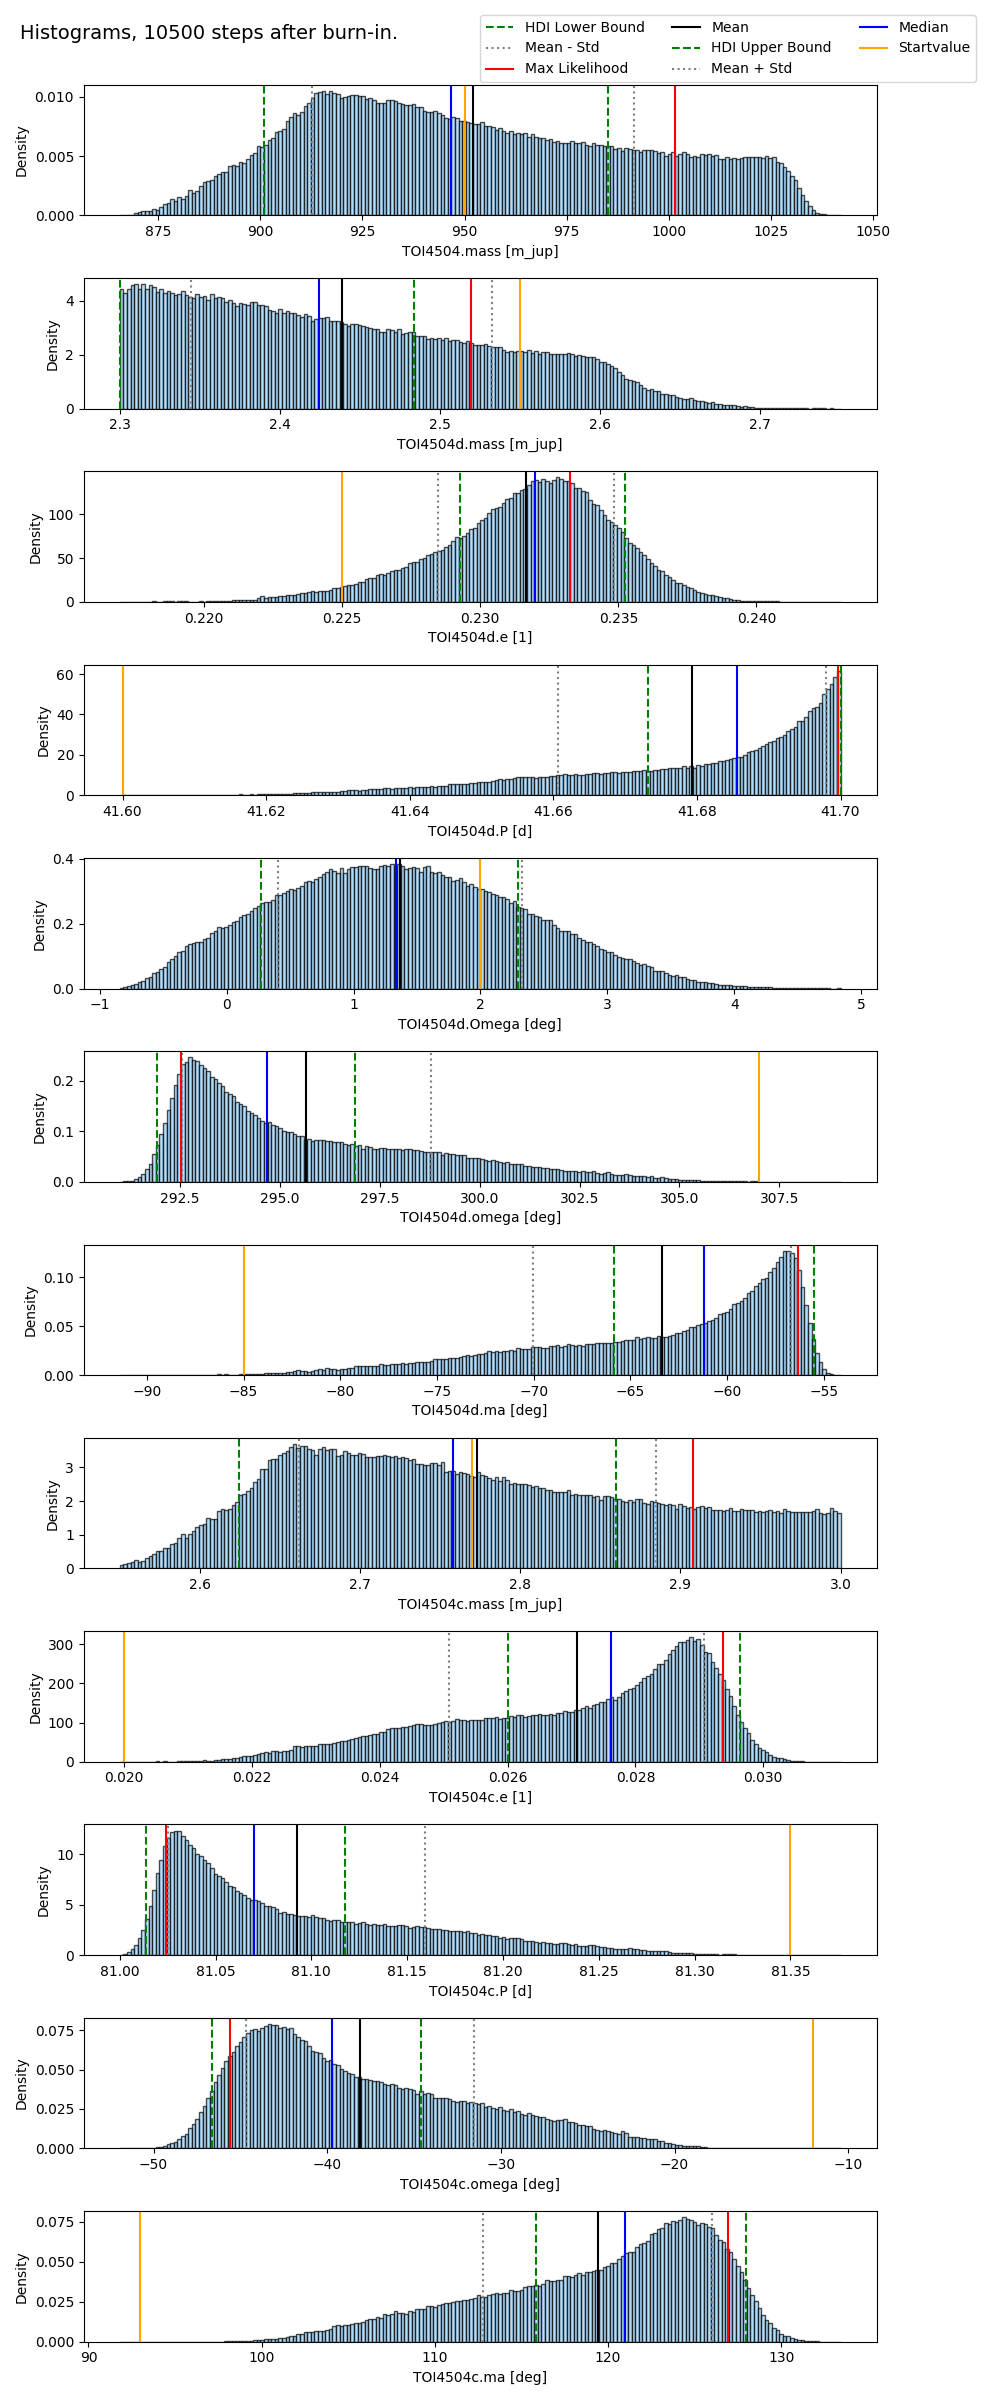 Histograms, 10500 steps after burn-in.
HDI Lower Bound Mean Median
Mean - Std HDI Upper Bound Startvalue
Max Likelihood Mean + Std
0.010
0.005
0.000
Density
875 900 925 950 975 1000 1025 1050
TOI4504.mass [m_jup]
4
2
0
Density
2.3 2.4 2.5 2.6 2.7
TOI4504d.mass [m_jup]
100
50
0
Density
0.220 0.225 0.230 0.235 0.240
TOI4504d.e [1]
60
40
20
0
Density
41.60 41.62 41.64 41.66 41.68 41.70
TOI4504d.P [d]
0.4
0.2
0.0
Density
−1 0 1 2 3 4 5
TOI4504d.Omega [deg]
0.2
0.1
0.0
Density
292.5 295.0 297.5 300.0 302.5 305.0 307.5
TOI4504d.omega [deg]
0.10
0.05
0.00
Density
−90 −85 −80 −75 −70 −65 −60 −55
TOI4504d.ma [deg]
3
2
1
0
Density
2.6 2.7 2.8 2.9 3.0
TOI4504c.mass [m_jup]
300
200
100
0
Density
0.020 0.022 0.024 0.026 0.028 0.030
TOI4504c.e [1]
10
5
0
Density
81.00 81.05 81.10 81.15 81.20 81.25 81.30 81.35
TOI4504c.P [d]
0.075
0.050
0.025
0.000
Density
−50 −40 −30 −20 −10
TOI4504c.omega [deg]
0.075
0.050
0.025
0.000
Density
90 100 110 120 130
TOI4504c.ma [deg]